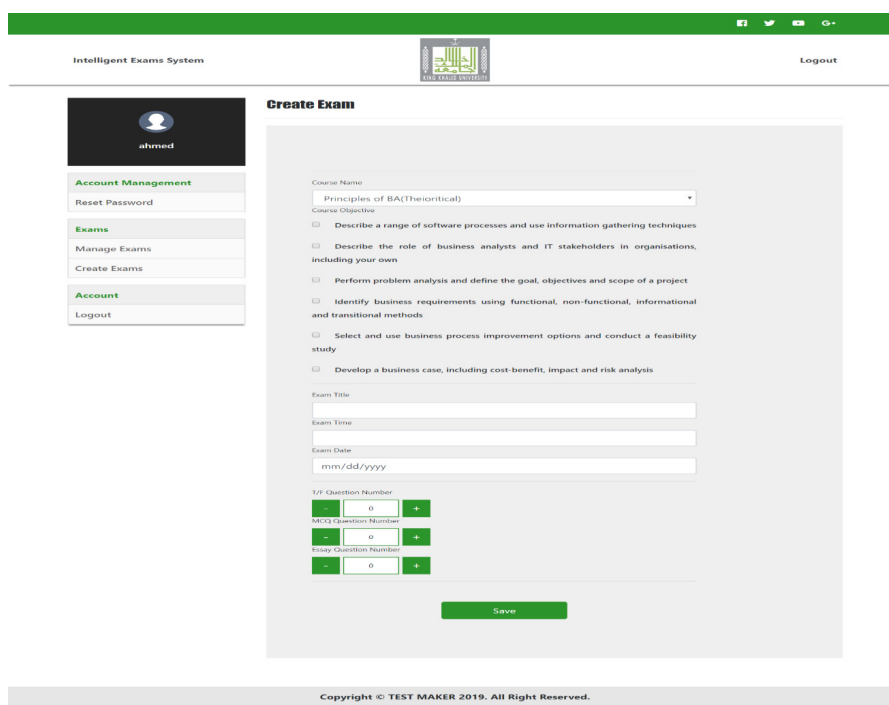 Intelligent Exams System
KING KHALID UNIVERSITY
Logout
ahmed
Account Management
Reset Password
Exams
Manage Exams
Create Exams
Account
Logout
Create Exam
Course Name
Principles of BA(Theioritical)
Course Objective
Describe a range of software processes and use information gathering techniques
Describe the role of business analysts and IT stakeholders in organisations,
including your own
Perform problem analysis and define the goal, objectives and scope of a project
Identify business requirements using functional, non-functional, informational
and transitional methods
Select and use business process improvement options and conduct a feasibility
study
Develop a business case, including cost-benefit, impact and risk analysis
Exam Title
Exam Time
Exam Date
mm/dd/yyyy
T/F Question Number
- 0 +
MCQ Question Number
- 0 +
Essay Question Number
- 0 +
Save
Copyright © TEST MAKER 2019. All Right Reserved.